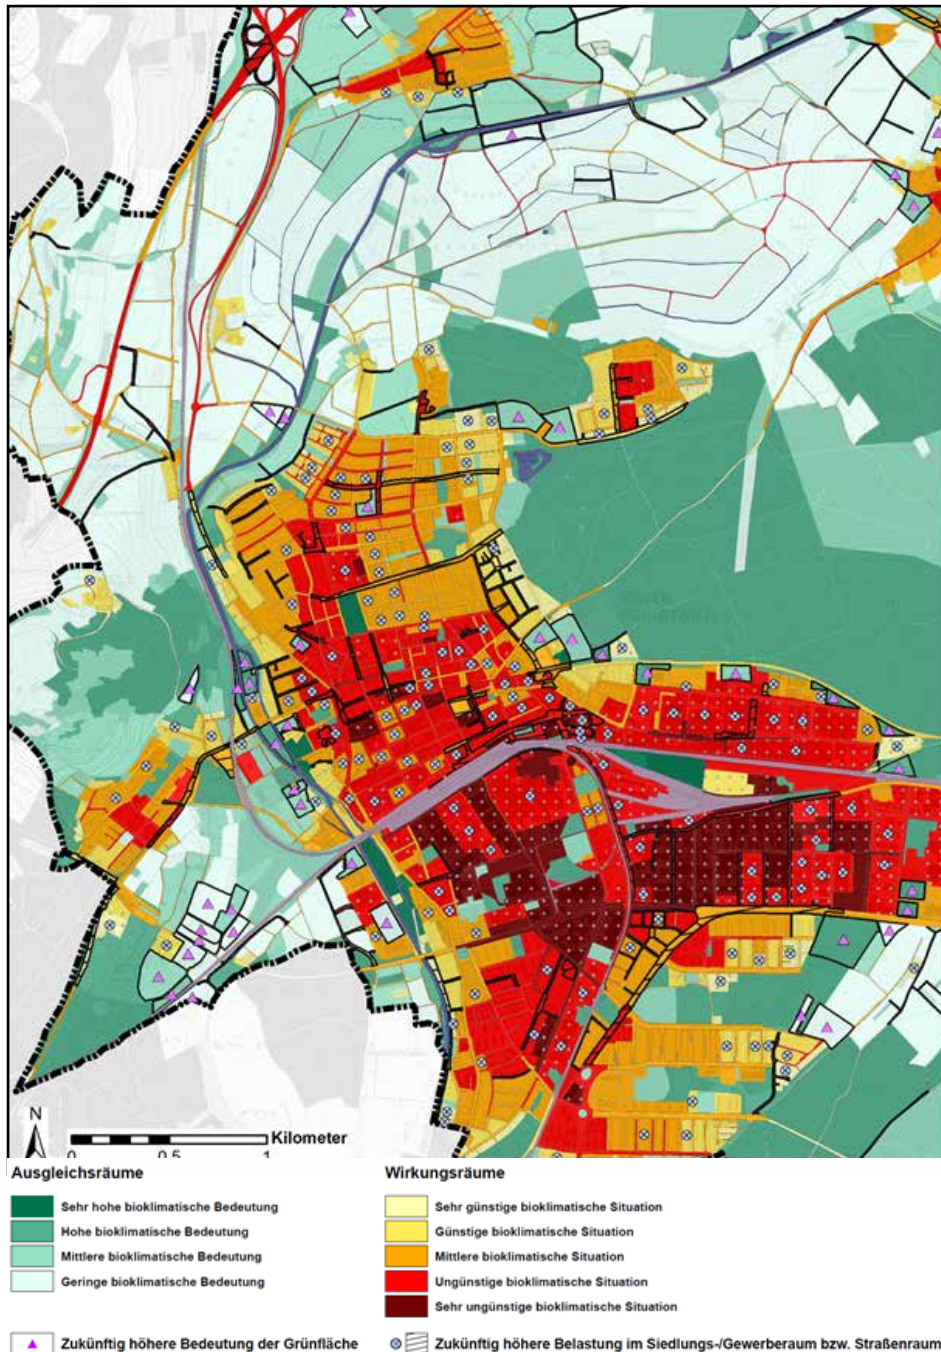 N
Kilometer
0 0.5 1
Ausgleichsräume
Sehr hohe bioklimatische Bedeutung
Hohe bioklimatische Bedeutung
Mittlere bioklimatische Bedeutung
Geringe bioklimatische Bedeutung
Zukünftig höhere Bedeutung der Grünfläche
Wirkungsräume
Sehr günstige bioklimatische Situation
Günstige bioklimatische Situation
Mittlere bioklimatische Situation
Ungünstige bioklimatische Situation
Sehr ungünstige bioklimatische Situation
Zukünftig höhere Belastung im Siedlungs-/Gewerberaum bzw. Straßenraum